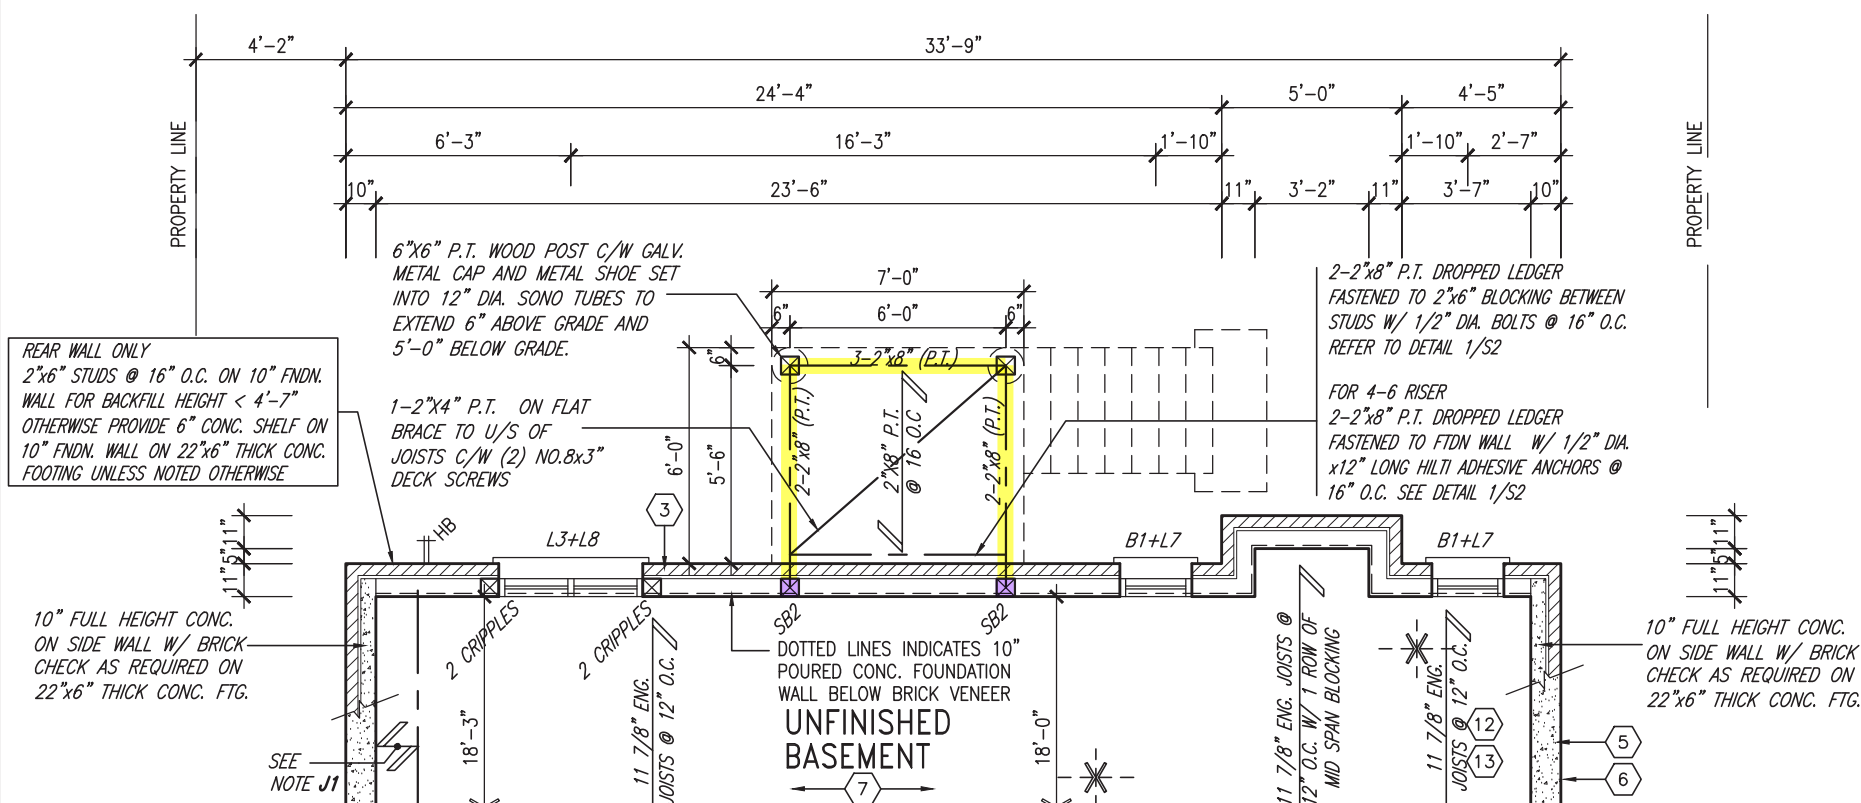 4'-2"
33'-9"
24'-4"
5'-0"
4'-5"
6'-3"
16'-3"
1'-10"
1'-10"
2'-7"
10"
23'-6"
11"
3'-2"
11"
3'-7"
10"
PROPERTY LINE
PROPERTY LINE
6"X6" P.T. WOOD POST C/W GALV.
METAL CAP AND METAL SHOE SET
INTO 12" DIA. SONO TUBES TO
EXTEND 6" ABOVE GRADE AND
5'-0" BELOW GRADE.
7'-0"
6"
6'-0"
6"
2-2"x8" P.T. DROPPED LEDGER
FASTENED TO 2"x6" BLOCKING BETWEEN
STUDS W/ 1/2" DIA. BOLTS @ 16" O.C.
REFER TO DETAIL 1/S2
FOR 4-6 RISER
2-2"x8" P.T. DROPPED LEDGER
FASTENED TO FTDN WALL W/ 1/2" DIA.
x12" LONG HILTI ADHESIVE ANCHORS @
16" O.C. SEE DETAIL 1/S2
REAR WALL ONLY
2"x6" STUDS @ 16" O.C. ON 10" FNDN.
WALL FOR BACKFILL HEIGHT < 4'-7"
OTHERWISE PROVIDE 6" CONC. SHELF ON
10" FNDN. WALL ON 22"x6" THICK CONC.
FOOTING UNLESS NOTED OTHERWISE
1-2"X4" P.T. ON FLAT
BRACE TO U/S OF
JOISTS C/W (2) NO.8x3"
DECK SCREWS
6"
6'-0"
5'-6"
3-2"x8" (P.T.)
2-2"x8" (P.T.)
2"X8" P.T.
@ 16" O.C
2-2"x8" (P.T.)
3
HB
L3+L8
B1+L7
B1+L7
11"
5"
11"
11"
5"
11"
2 CRIPPLES
2 CRIPPLES
SB2
SB2
10" FULL HEIGHT CONC.
ON SIDE WALL W/ BRICK
CHECK AS REQUIRED ON
22"x6" THICK CONC. FTG.
DOTTED LINES INDICATES 10"
POURED CONC. FOUNDATION
WALL BELOW BRICK VENEER
UNFINISHED
BASEMENT
7
10" FULL HEIGHT CONC.
ON SIDE WALL W/ BRICK
CHECK AS REQUIRED ON
22"x6" THICK CONC. FTG.
SEE
NOTE J1
18'-3"
11 7/8" ENG.
JOISTS @ 12" O.C.
18'-0"
11 7/8" ENG. JOISTS @
12" O.C. W/ 1 ROW OF
MID SPAN BLOCKING
11 7/8" ENG.
JOISTS @ 12" O.C.
12
13
5
6